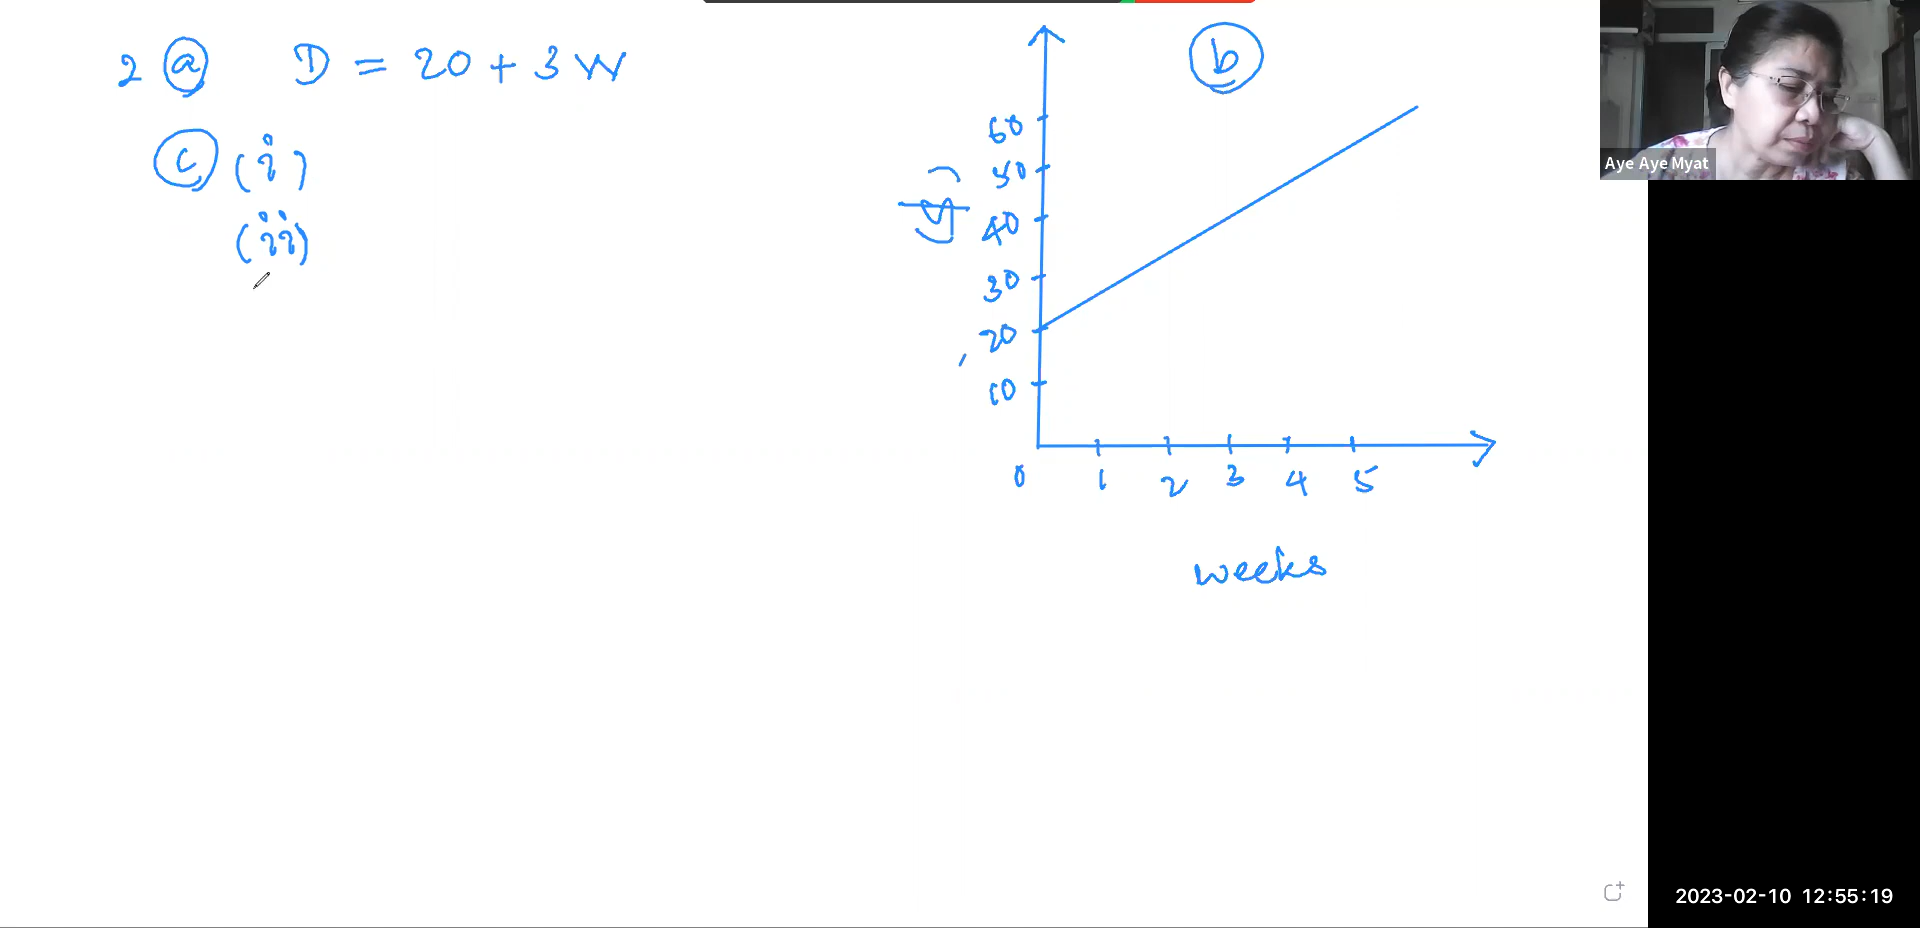 2 (a) D = 20 + 3W
(c) (i)
(ii)
(b)
60
50
40
30
20
10
0 1 2 3 4 5
weeks
Aye Aye Myat
2023-02-10 12:55:19